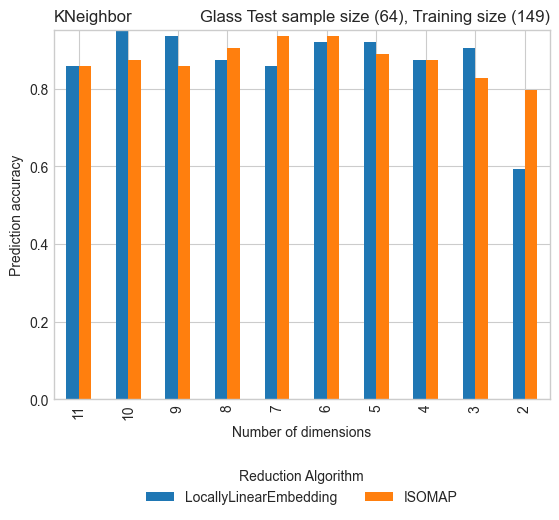 KNeighbor
Glass Test sample size (64), Training size (149)
Prediction accuracy
0.8
0.6
0.4
0.2
0.0
11 10 9 8 7 6 5 4 3 2
Number of dimensions
Reduction Algorithm
LocallyLinearEmbedding ISOMAP